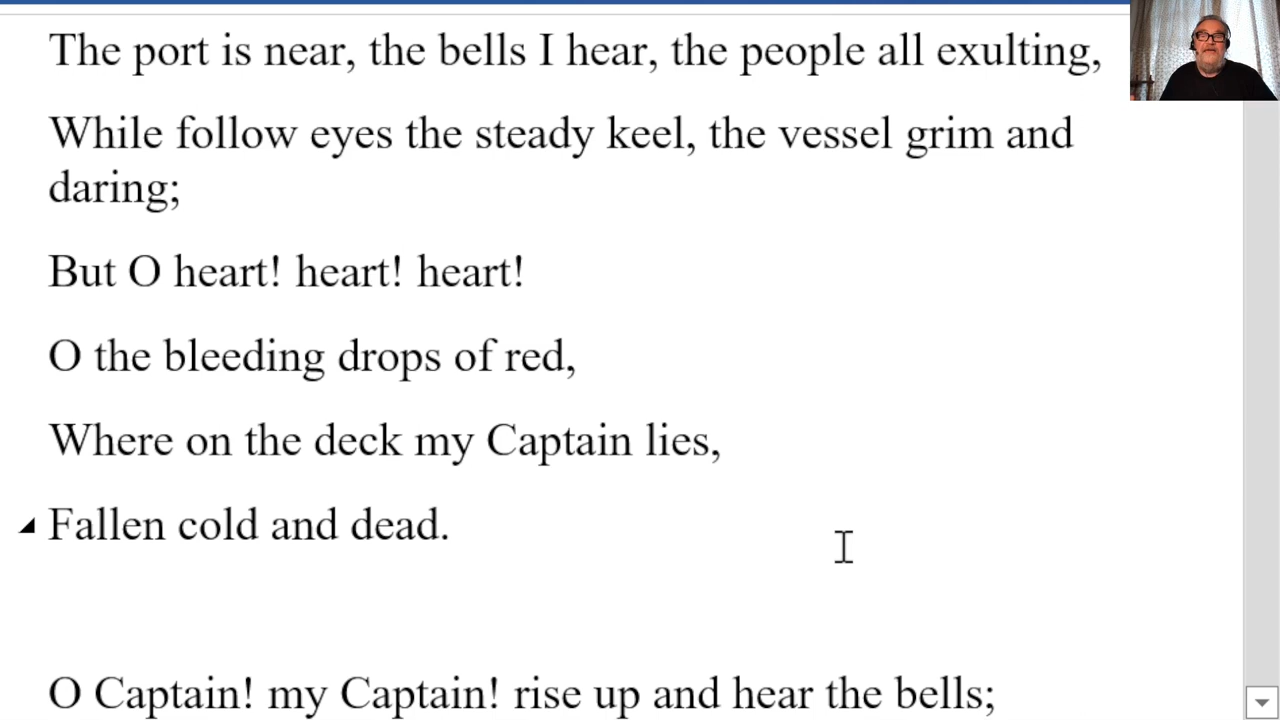 The port is near, the bells I hear, the people all exulting,
While follow eyes the steady keel, the vessel grim and
daring;
But O heart! heart! heart!
O the bleeding drops of red,
Where on the deck my Captain lies,
Fallen cold and dead.
O Captain! my Captain! rise up and hear the bells;